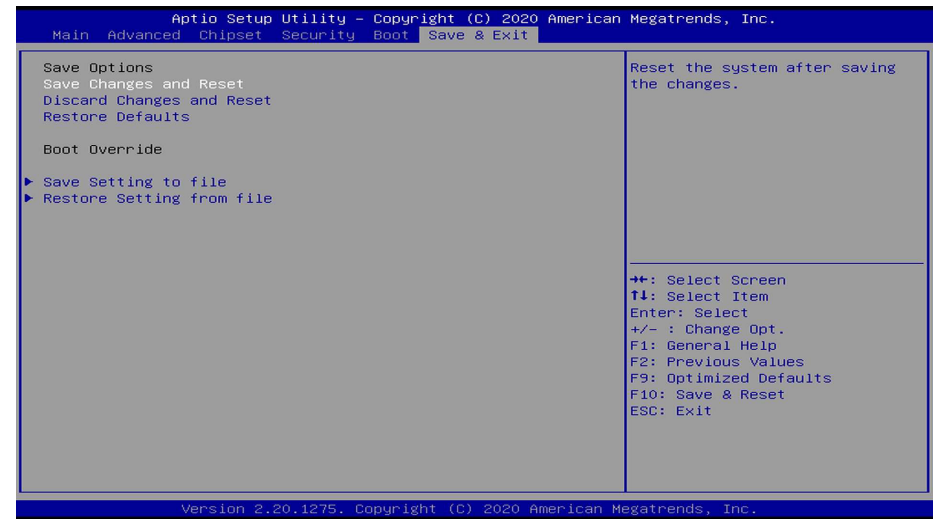 Aptio Setup Utility – Copyright (C) 2020 American Megatrends, Inc.
Main Advanced Chipset Security Boot Save & Exit
Save Options
Save Changes and Reset
Discard Changes and Reset
Restore Defaults
Boot Override
▶ Save Setting to file
▶ Restore Setting from file
Reset the system after saving
the changes.
→←: Select Screen
↑↓: Select Item
Enter: Select
+/– : Change Opt.
F1: General Help
F2: Previous Values
F9: Optimized Defaults
F10: Save & Reset
ESC: Exit
Version 2.20.1275. Copyright (C) 2020 American Megatrends, Inc.